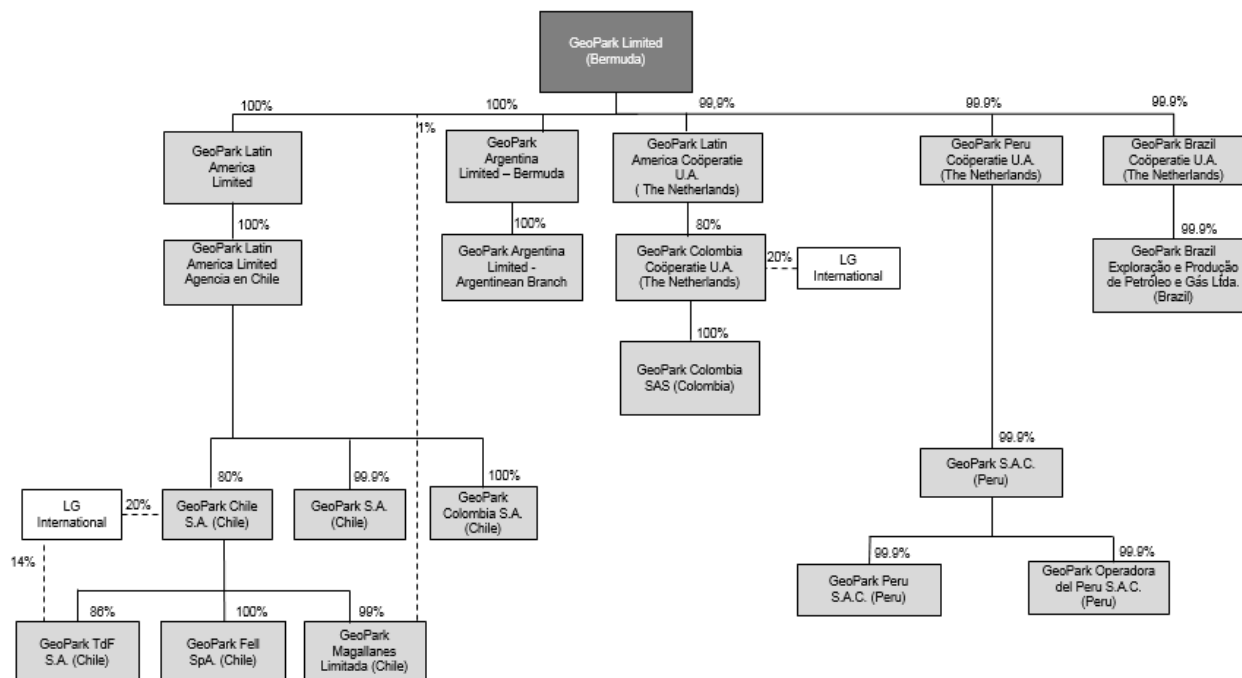 GeoPark Limited
(Bermuda)
100%
100%
99,9%
99.9%
99.9%
1%
GeoPark Latin
America
Limited
GeoPark
Argentina
Limited – Bermuda
GeoPark Latin
America Coöperatie
U.A.
( The Netherlands)
GeoPark Peru
Coöperatie U.A.
(The Netherlands)
GeoPark Brazil
Coöperatie U.A.
(The Netherlands)
100%
100%
80%
99.9%
GeoPark Latin
America Limited
Agencia en Chile
GeoPark Argentina
Limited -
Argentinean Branch
GeoPark Colombia
Coöperatie U.A.
(The Netherlands)
20%
LG
International
GeoPark Brazil
Exploração e Produção
de Petróleo e Gás Ltda.
(Brazil)
100%
GeoPark Colombia
SAS (Colombia)
99.9%
GeoPark S.A.C.
(Peru)
80%
99.9%
100%
LG
International
20%
GeoPark Chile
S.A. (Chile)
GeoPark S.A.
(Chile)
GeoPark
Colombia S.A.
(Chile)
99.9%
99.9%
GeoPark Peru
S.A.C. (Peru)
GeoPark Operadora
del Peru S.A.C.
(Peru)
14%
86%
100%
99%
GeoPark TdF
S.A. (Chile)
GeoPark Fell
SpA. (Chile)
GeoPark
Magallanes
Limitada (Chile)